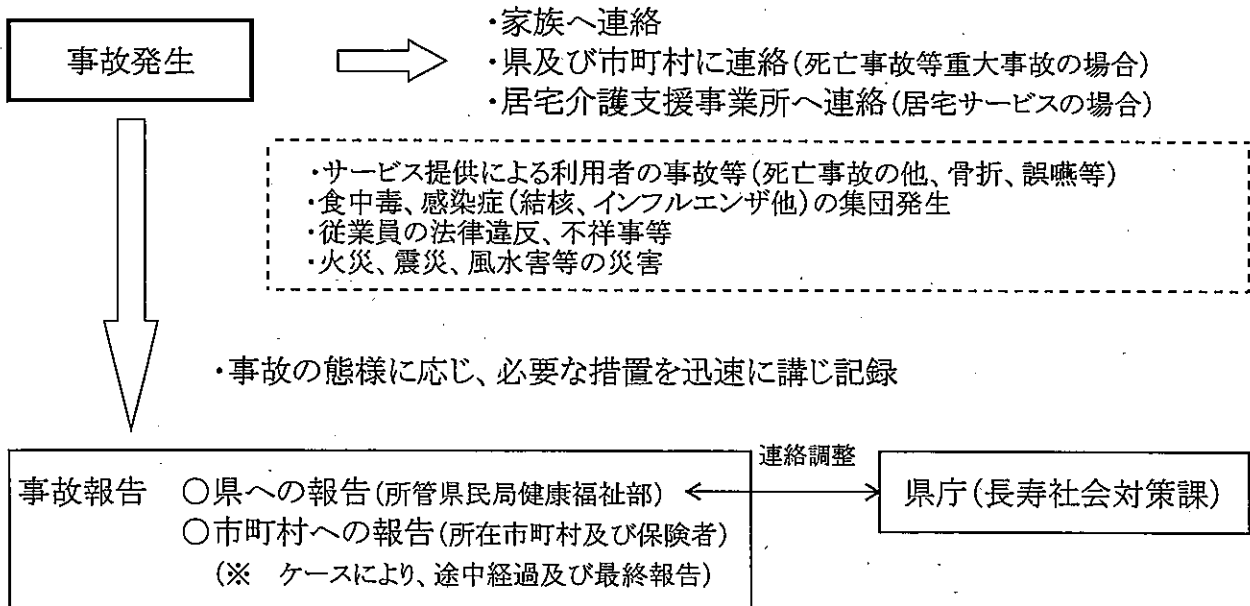 事故発生
・家族へ連絡
・県及び市町村に連絡(死亡事故等重大事故の場合)
・居宅介護支援事業所へ連絡(居宅サービスの場合)
・サービス提供による利用者の事故等(死亡事故の他、骨折、誤嚥等)
・食中毒、感染症(結核、インフルエンザ他)の集団発生
・従業員の法律違反、不祥事等
・火災、震災、風水害等の災害
・事故の態様に応じ、必要な措置を迅速に講じ記録
事故報告　○県への報告(所管県民局健康福祉部)
○市町村への報告(所在市町村及び保険者)
(※　ケースにより、途中経過及び最終報告)
連絡調整
県庁(長寿社会対策課)